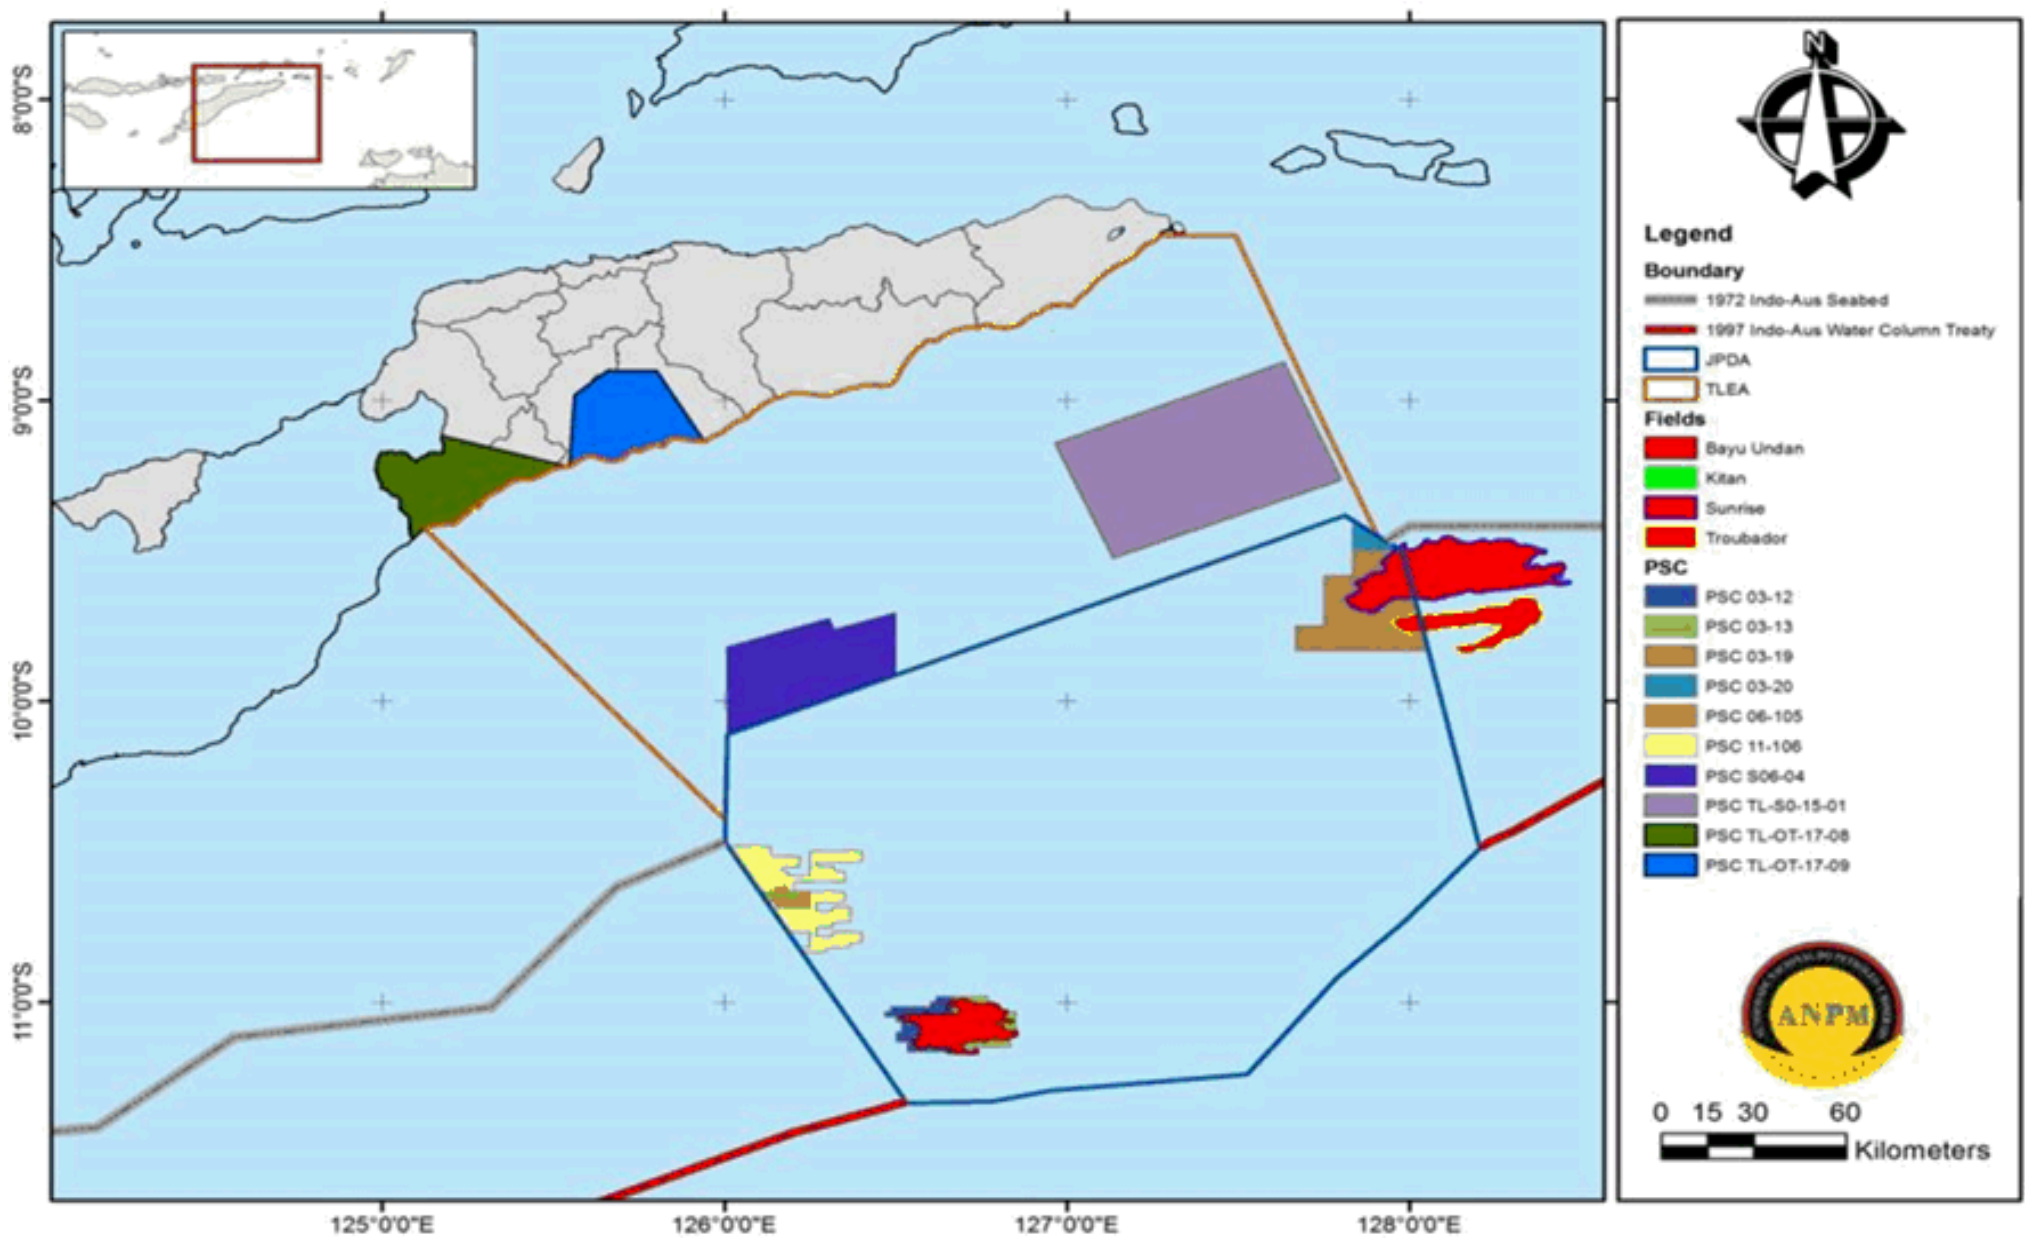 N
8°0'0"S
9°0'0"S
10°0'0"S
11°0'0"S
125°0'0"E
126°0'0"E
127°0'0"E
128°0'0"E
Legend
Boundary
1972 Indo-Aus Seabed
1997 Indo-Aus Water Column Treaty
JPDA
TLEA
Fields
Bayu Undan
Kitan
Sunrise
Troubador
PSC
PSC 03-12
PSC 03-13
PSC 03-19
PSC 03-20
PSC 06-105
PSC 11-106
PSC S06-04
PSC TL-S0-15-01
PSC TL-OT-17-08
PSC TL-OT-17-09
ANPM
0 15 30 60
Kilometers